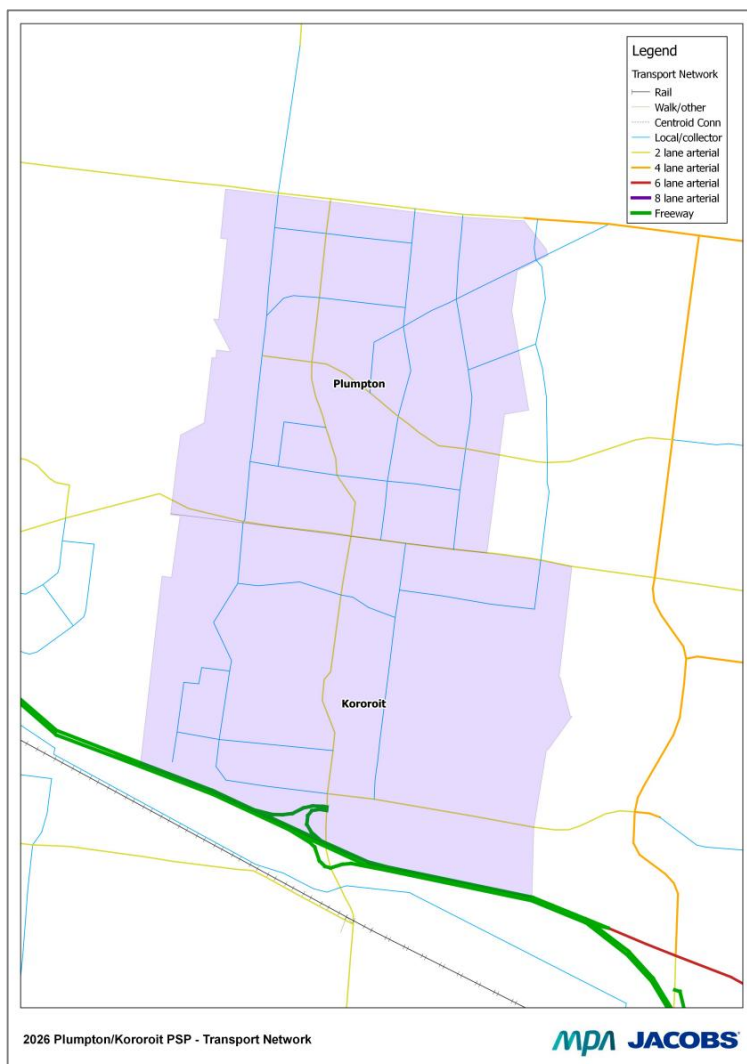 Legend
Transport Network
Rail
Walk/other
Centroid Conn
Local/collector
2 lane arterial
4 lane arterial
6 lane arterial
8 lane arterial
Freeway
Plumpton
Kororoit
2026 Plumpton/Kororoit PSP - Transport Network
MPA JACOBS®